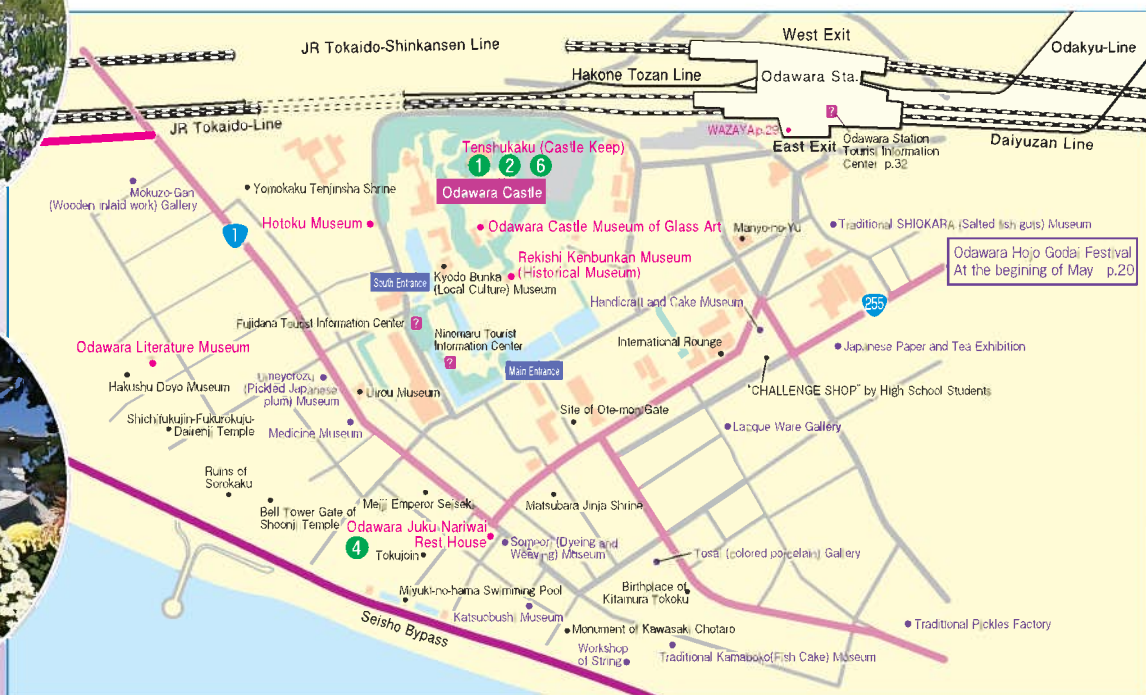 JR Tokaido-Shinkansen Line
West Exit
Odakyu-Line
Hakone Tozan Line
Odawara Sta.
?
JR Tokaido-Line
WAZAYA p.29
East Exit
Odawara Station
Tourist Information
Center p.32
Daiyuzan Line
Tenshukaku (Castle Keep)
1 2 6
Odawara Castle
Mokuzo-Gan
(Wooden inlaid work) Gallery
Yomokaku Tenjinsha Shrine
Hotoku Museum
1
Odawara Castle Museum of Glass Art
Manyo-no-Yu
Traditional SHIOKARA (Salted fish guts) Museum
Odawara Hojo Godai Festival
At the begining of May p.20
Rekishi Kenbunkan Museum
(Historical Museum)
South Entrance
Kyodo Bunka
(Local Culture) Museum
Handicraft and Cake Museum
255
Fujidana Tourist Information Center
?
Ninomaru Tourist
Information Center
?
International Rounge
Japanese Paper and Tea Exhibition
Odawara Literature Museum
Main Entrance
Hakushu Doyo Museum
(Pickled Japanese
plum) Museum
Uirou Museum
"CHALLENGE SHOP" by High School Students
Site of Ote-mon Gate
Shichifukujin-Fukurokuju-
Dairenji Temple
Medicine Museum
Lacque Ware Gallery
Ruins of
Sorokaku
Bell Tower Gate of
Shoonji Temple
Meiji Emperor Seiseki
Matsubara Jinja Shrine
Odawara Juku Nariwai
Rest House
4
Tokujoin
(Dyeing and
Weaving) Museum
Tosai (colored porcelain) Gallery
Miyuki-no-hama Swimming Pool
Birthplace of
Kitamura Tokoku
Katsuobushi Museum
Seisho Bypass
Monument of Kawasaki Chotaro
Traditional Pickles Factory
Workshop
of String
Traditional Kamaboko(Fish Cake) Museum